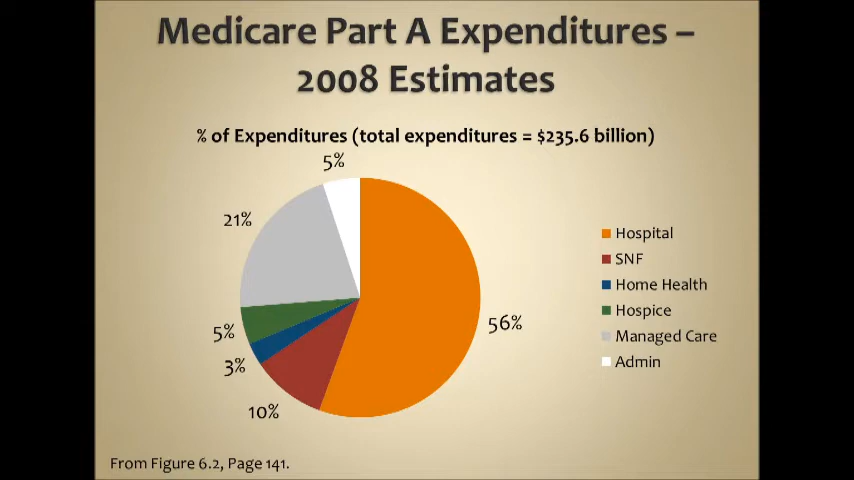 Medicare Part A Expenditures –
2008 Estimates
% of Expenditures (total expenditures = $235.6 billion)
5%
21%
56%
5%
3%
10%
Hospital
SNF
Home Health
Hospice
Managed Care
Admin
From Figure 6.2, Page 141.